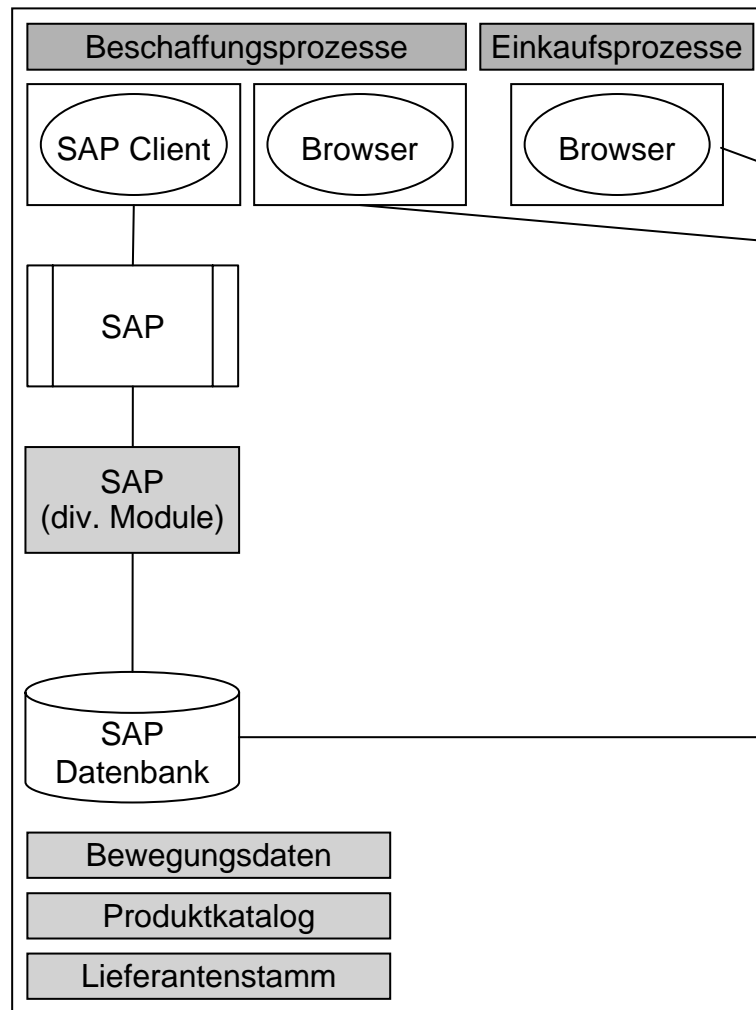 Beschaffungsprozesse
Einkaufsprozesse
SAP Client
Browser
Browser
SAP
SAP
(div. Module)
SAP
Datenbank
Bewegungsdaten
Produktkatalog
Lieferantenstamm